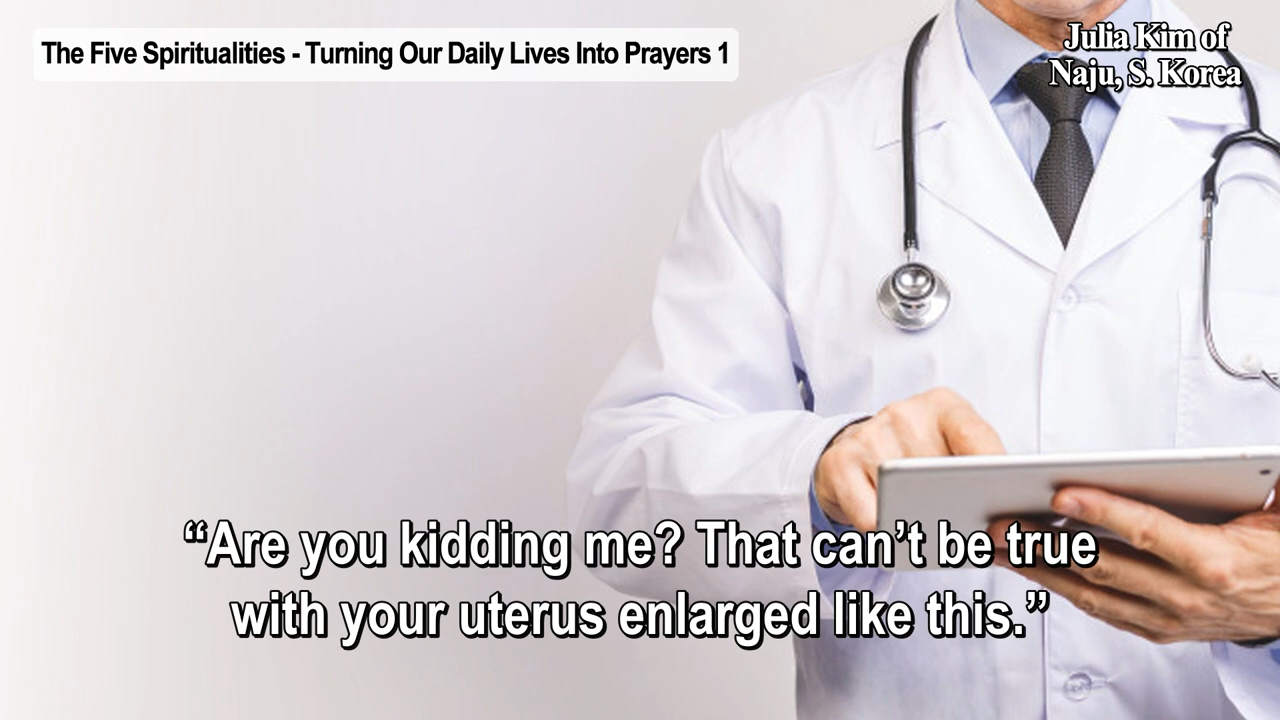 The Five Spiritualities - Turning Our Daily Lives Into Prayers 1
Julia Kim of
Naju, S. Korea
“Are you kidding me? That can’t be true
with your uterus enlarged like this.”